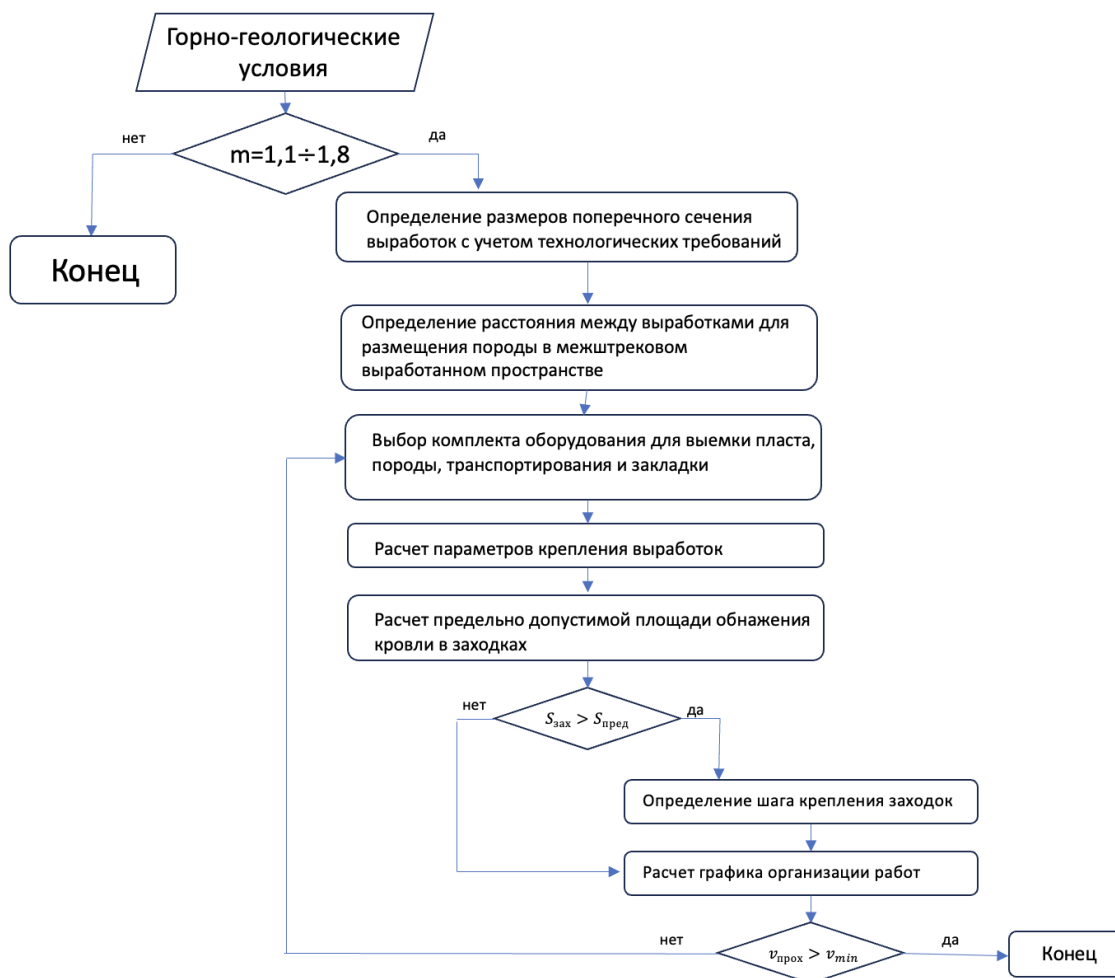 Горно-геологические
условия
нет
да
m=1,1÷1,8
Конец
Определение размеров поперечного сечения
выработок с учетом технологических требований
Определение расстояния между выработками для
размещения породы в межштрековом
выработанном пространстве
Выбор комплекта оборудования для выемки пласта,
породы, транспортирования и закладки
Расчет параметров крепления выработок
Расчет предельно допустимой площади обнажения
кровли в заходках
нет
да
Sзах > Sпред
Определение шага крепления заходок
Расчет графика организации работ
нет
да
vпрох > vmin
Конец